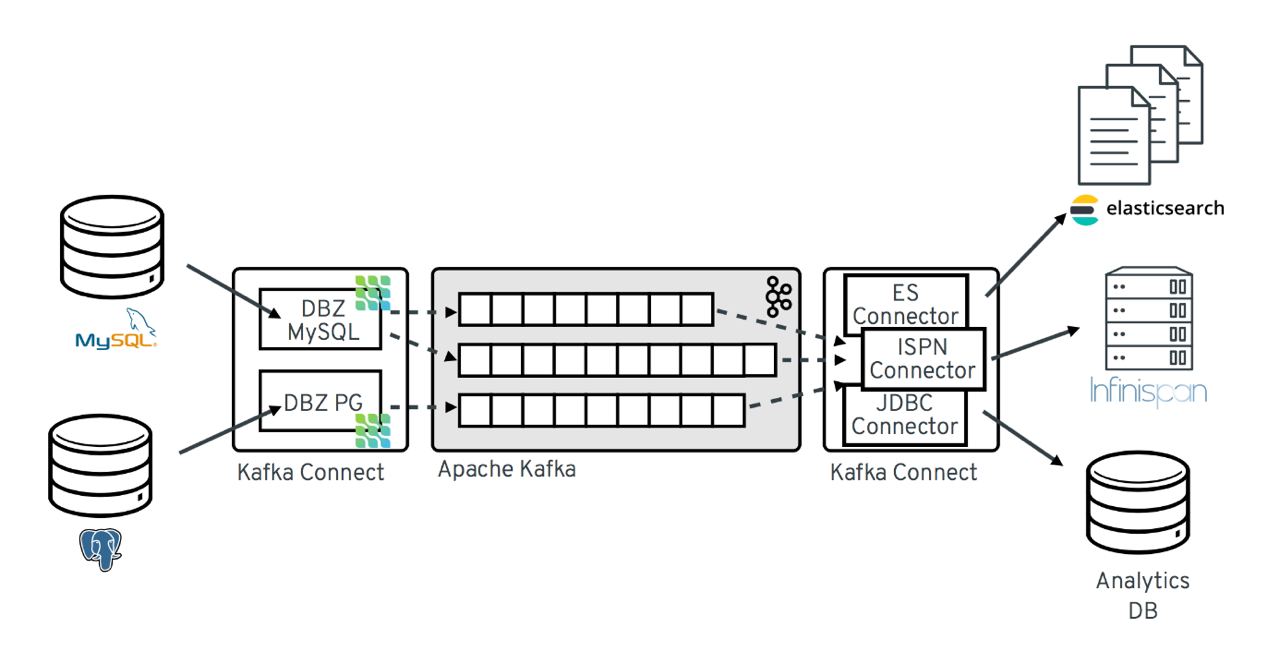 elasticsearch
MySQL
DBZ
MySQL
DBZ PG
Kafka Connect
Apache Kafka
ES
Connector
ISPN
Connector
JDBC
Connector
Kafka Connect
Infinispan
Analytics
DB